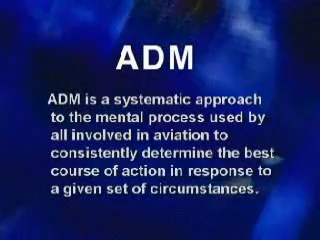 ADM
ADM is a systematic approach
to the mental process used by
all involved in aviation to
consistently determine the best
course of action in response to
a given set of circumstances.